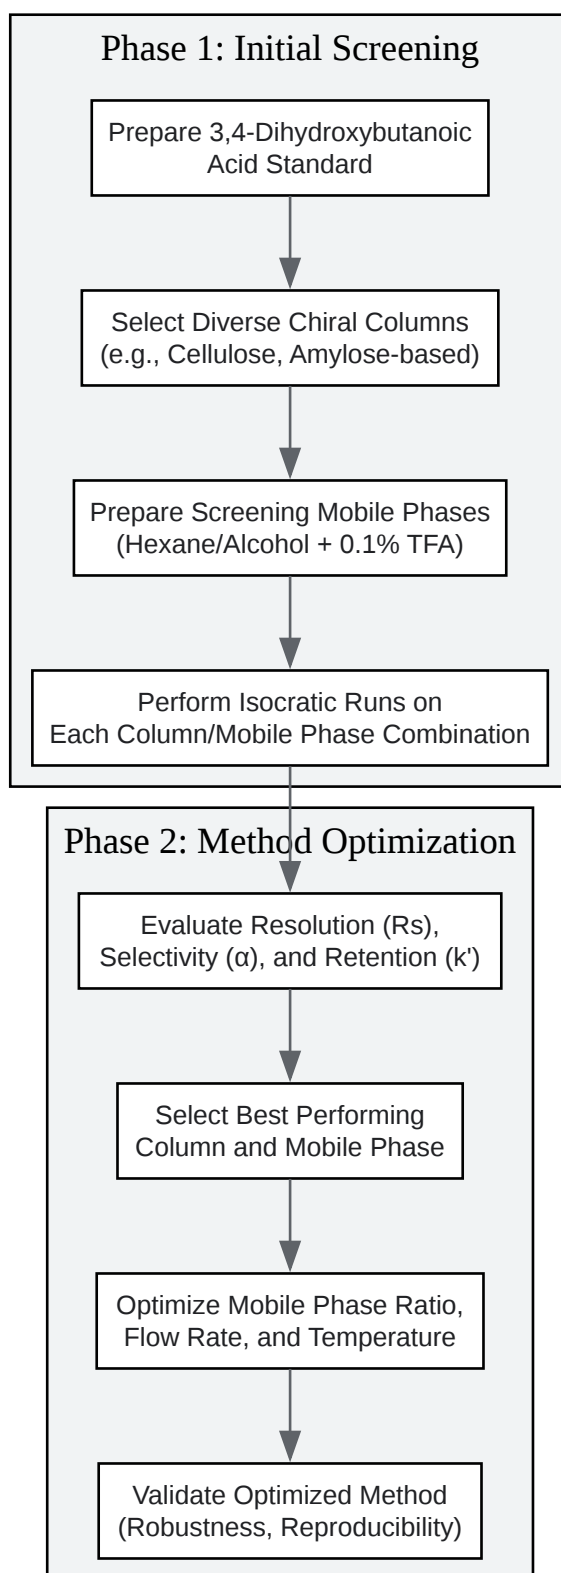 Phase 1: Initial Screening
Prepare 3,4-Dihydroxybutanoic
Acid Standard
Select Diverse Chiral Columns
(e.g., Cellulose, Amylose-based)
Prepare Screening Mobile Phases
(Hexane/Alcohol + 0.1% TFA)
Perform Isocratic Runs on
Each Column/Mobile Phase Combination
Phase 2: Method Optimization
Evaluate Resolution (Rs),
Selectivity (α), and Retention (k')
Select Best Performing
Column and Mobile Phase
Optimize Mobile Phase Ratio,
Flow Rate, and Temperature
Validate Optimized Method
(Robustness, Reproducibility)